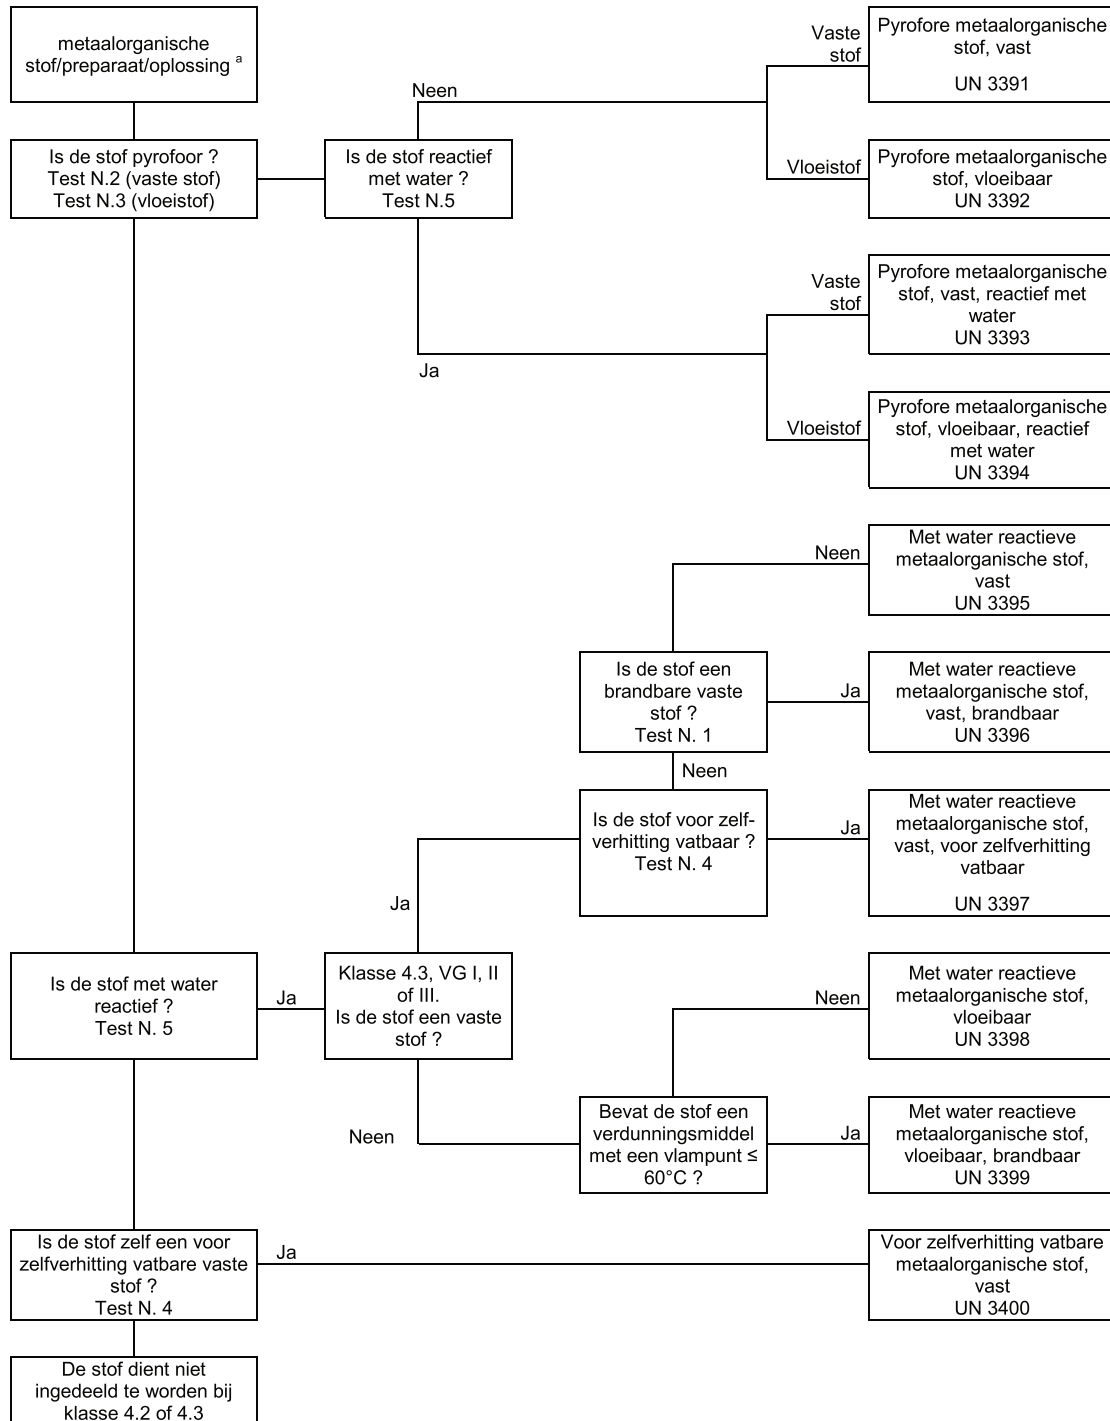 metaalorganische
stof/preparaat/oplossing a
Is de stof pyrofoor ?
Test N.2 (vaste stof)
Test N.3 (vloeistof)
Is de stof reactief
met water ?
Test N.5
Neen
Ja
Vaste
stof
Pyrofore metaalorganische
stof, vast
UN 3391
Vloeistof
Pyrofore metaalorganische
stof, vloeibaar
UN 3392
Vaste
stof
Pyrofore metaalorganische
stof, vast, reactief met
water
UN 3393
Vloeistof
Pyrofore metaalorganische
stof, vloeibaar, reactief
met water
UN 3394
Neen
Met water reactieve
metaalorganische stof,
vast
UN 3395
Is de stof een
brandbare vaste
stof ?
Test N. 1
Ja
Met water reactieve
metaalorganische stof,
vast, brandbaar
UN 3396
Neen
Is de stof voor zelf-
verhitting vatbaar ?
Test N. 4
Ja
Met water reactieve
metaalorganische stof,
vast, voor zelfverhitting
vatbaar
UN 3397
Ja
Is de stof met water
reactief ?
Test N. 5
Ja
Klasse 4.3, VG I, II
of III.
Is de stof een vaste
stof ?
Neen
Met water reactieve
metaalorganische stof,
vloeibaar
UN 3398
Neen
Bevat de stof een
verdunningsmiddel
met een vlampunt ≤
60°C ?
Ja
Met water reactieve
metaalorganische stof,
vloeibaar, brandbaar
UN 3399
Is de stof zelf een voor
zelfverhitting vatbare vaste
stof ?
Test N. 4
Ja
Voor zelfverhitting vatbare
metaalorganische stof,
vast
UN 3400
De stof dient niet
ingedeeld te worden bij
klasse 4.2 of 4.3